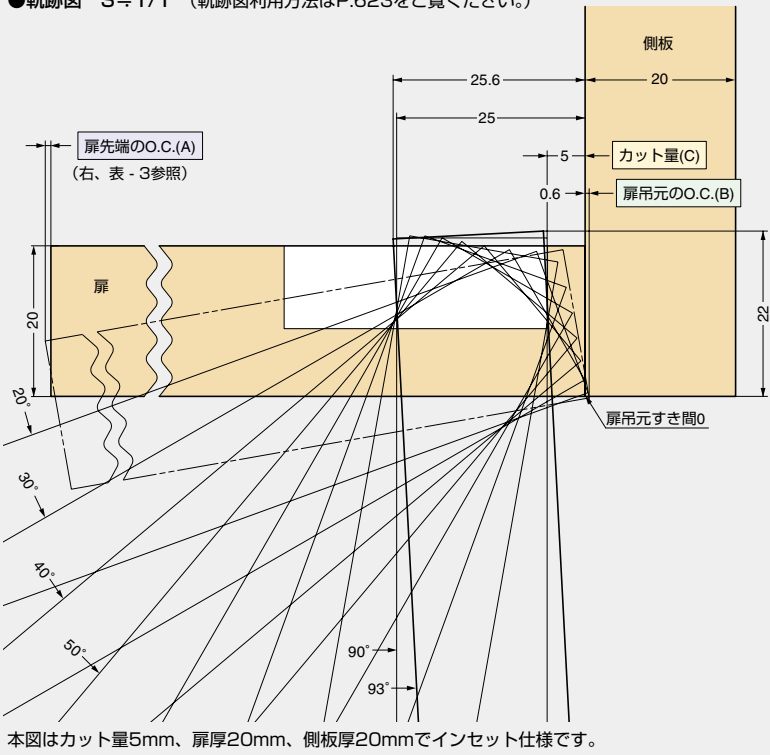 ●軌跡図 S≒1/1 (軌跡図利用方法はP.623をご覧ください。)
側板
25.6
20
25
扉先端のO.C.(A)
(右、表 - 3参照)
5
カット量(C)
0.6
扉吊元のO.C.(B)
扉
20
22
扉吊元すき間0
20°
30°
40°
50°
90°
93°
本図はカット量5mm、扉厚20mm、側板厚20mmでインセット仕様です。